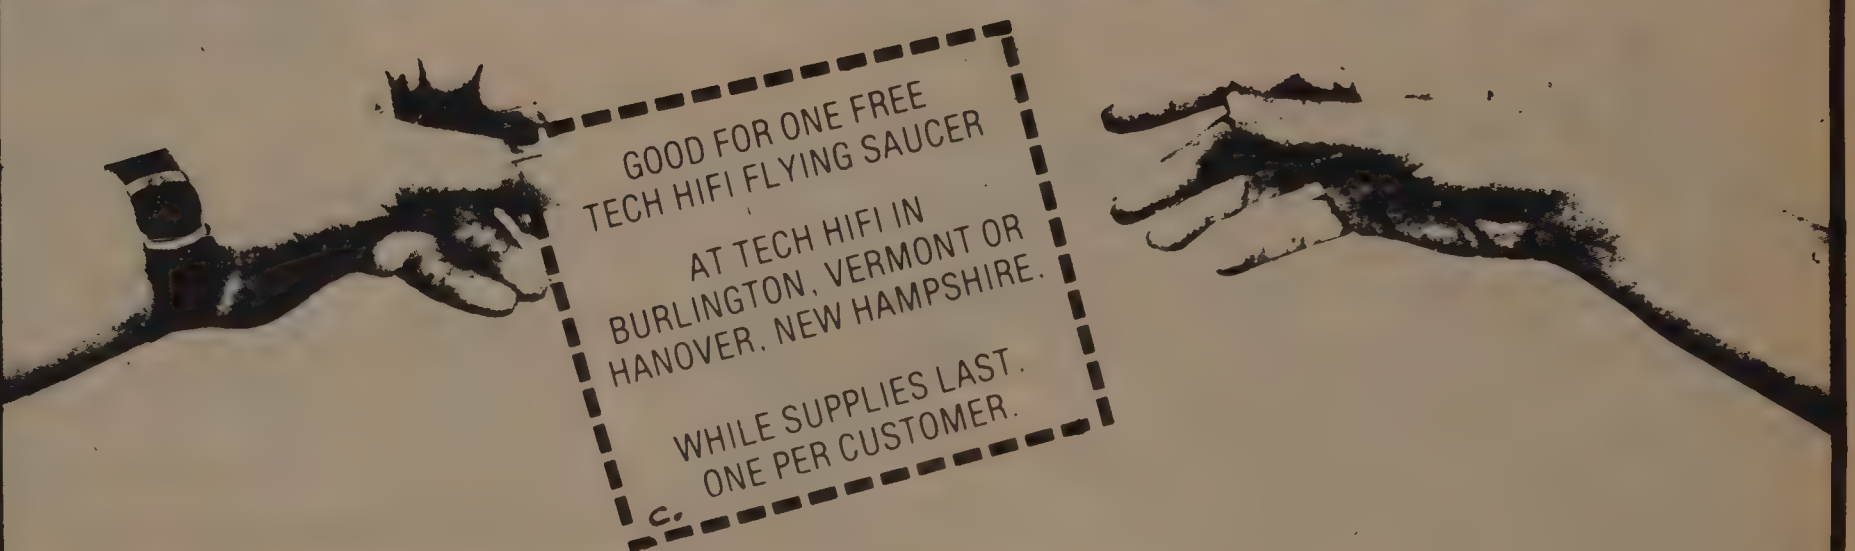 GOOD FOR ONE FREE
TECH HIFI FLYING SAUCER
AT TECH HIFI IN
BURLINGTON, VERMONT OR
HANOVER, NEW HAMPSHIRE.
WHILE SUPPLIES LAST.
ONE PER CUSTOMER.
C.